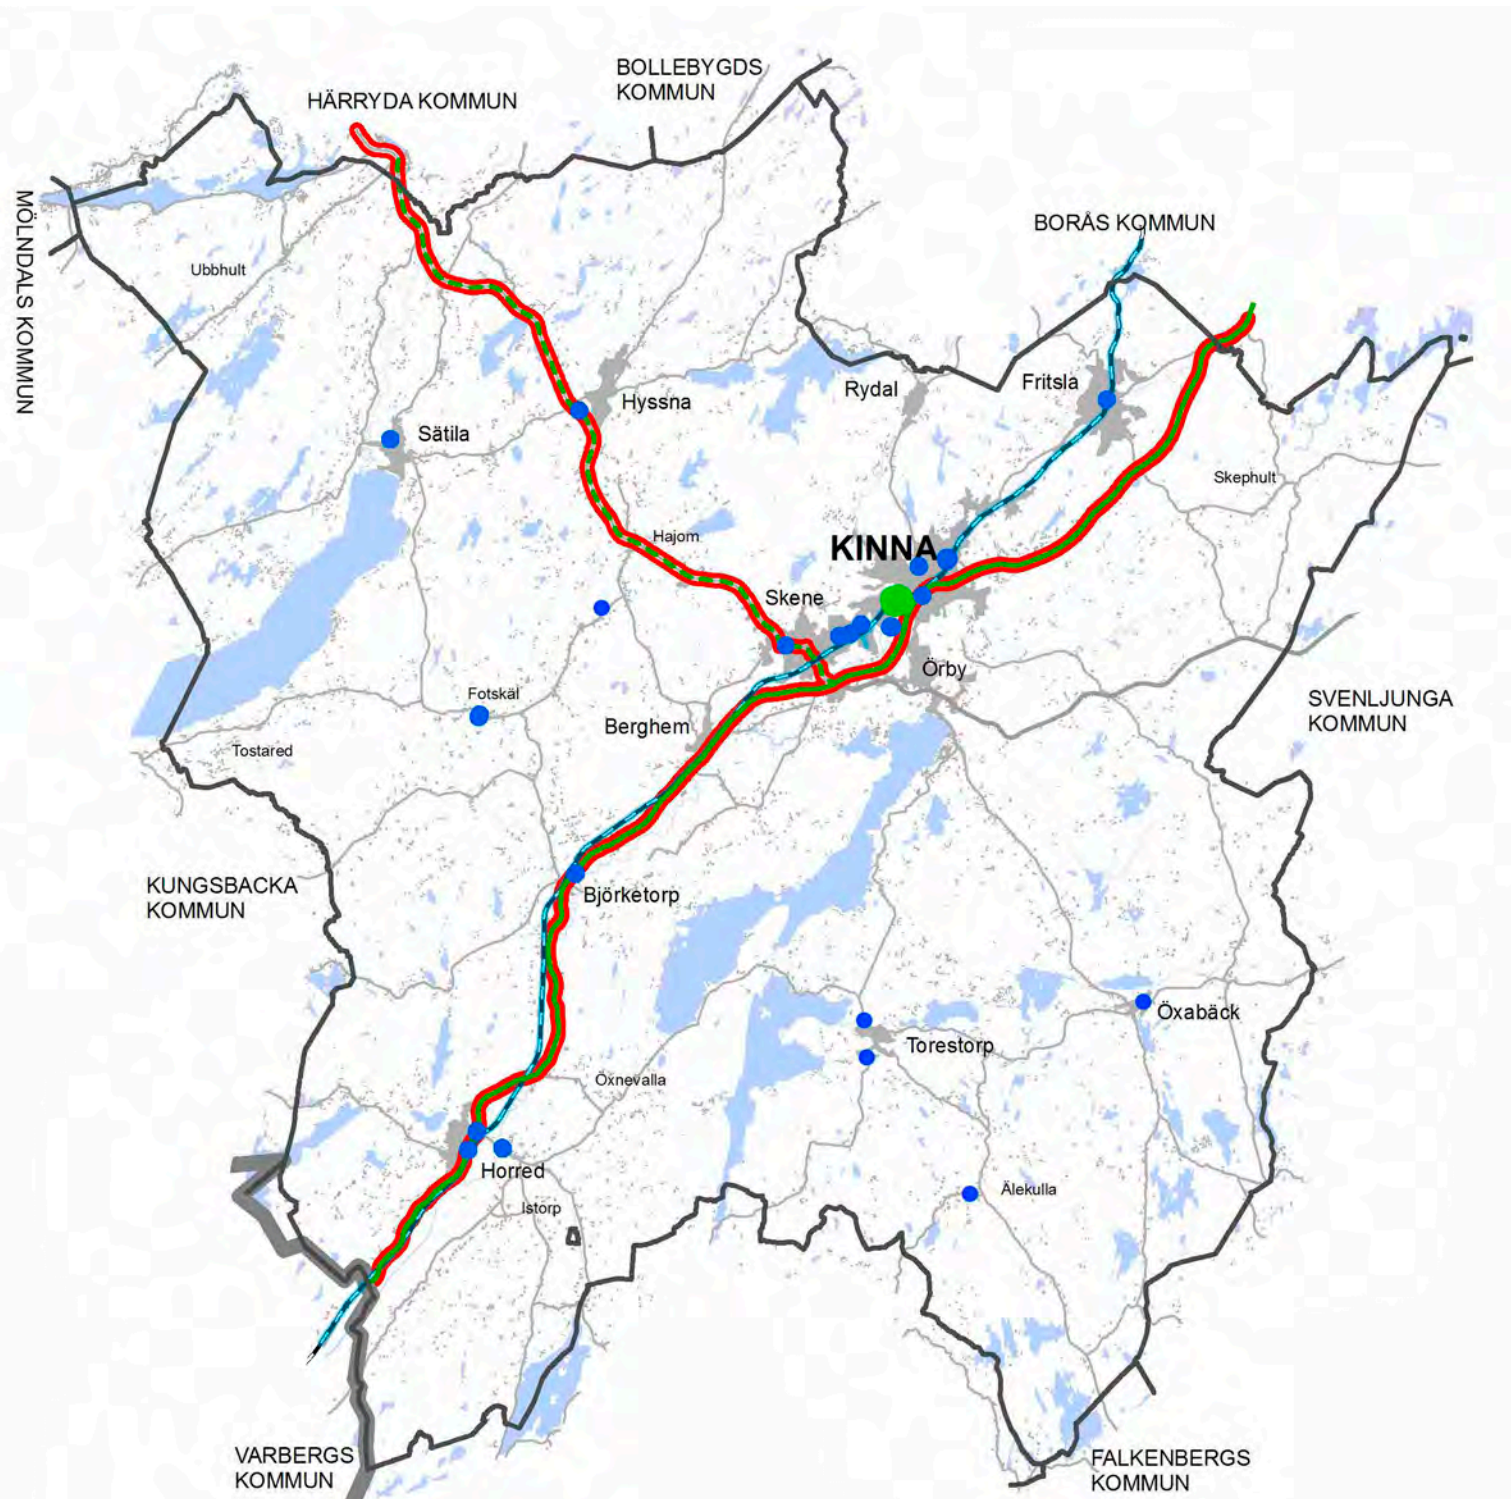 BOLLEBYGDS
KOMMUN
HÄRRYDA KOMMUN
MÖLNDALS KOMMUN
BORÅS KOMMUN
Ubbhult
Rydal
Fritsla
Hyssna
Sätila
Skephult
Hajom
KINNA
Skene
Örby
Fotskäl
Berghem
SVENLJUNGA
KOMMUN
Tostared
KUNGSBACKA
KOMMUN
Björketorp
Öxabäck
Torestorp
Öxnevalla
Horred
Älekulla
Istorp
VARBERGS
KOMMUN
FALKENBERGS
KOMMUN